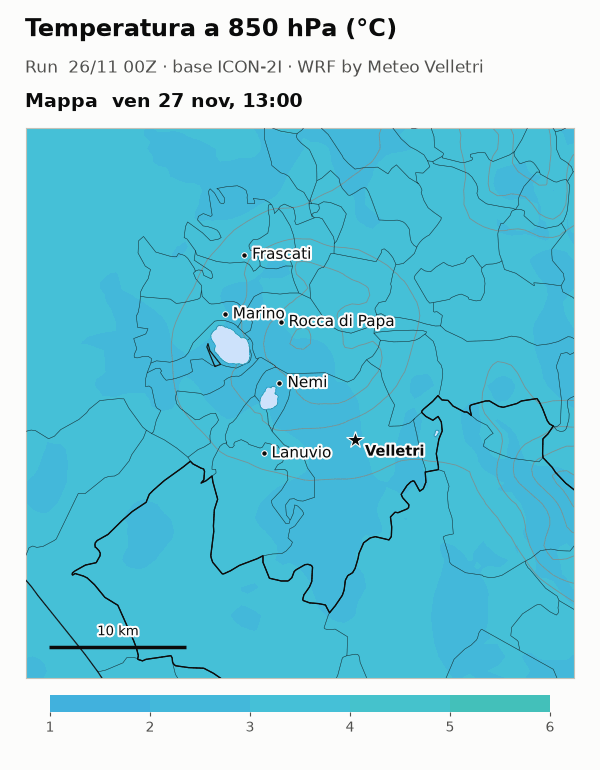 Temperatura a 850 hPa (°C)
Run  26/11 00Z · base ICON-2I · WRF by Meteo Velletri
Mappa  ven 27 nov, 13:00
Frascati
Marino
Rocca di Papa
Nemi
Velletri
Lanuvio
10 km
1 2 3 4 5 6